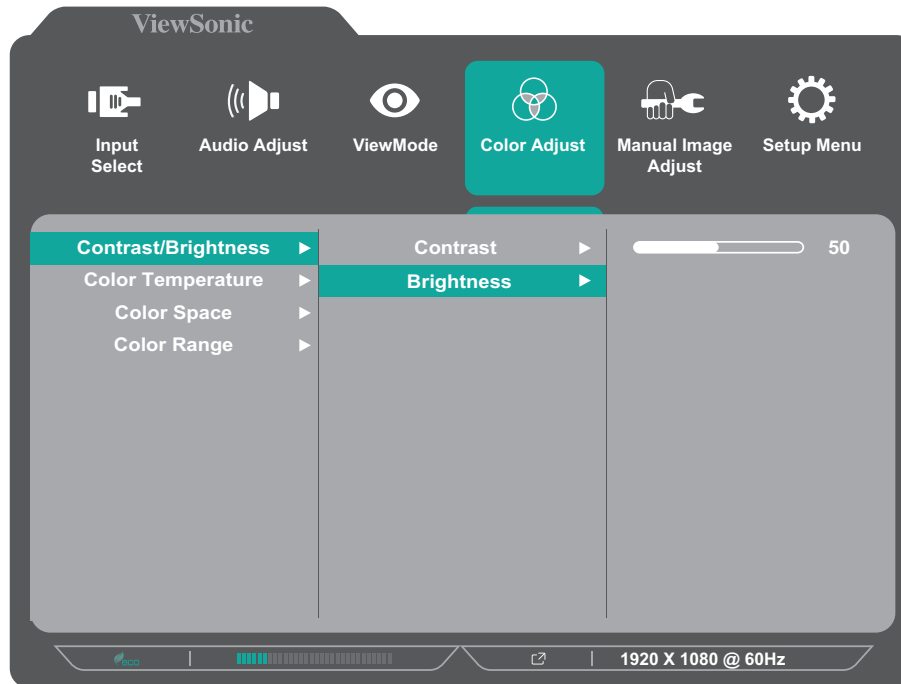 ViewSonic
Input Select
Audio Adjust
ViewMode
Color Adjust
Manual Image Adjust
Setup Menu
Contrast/Brightness
Contrast
50
Color Temperature
Brightness
Color Space
Color Range
eco
1920 X 1080 @ 60Hz